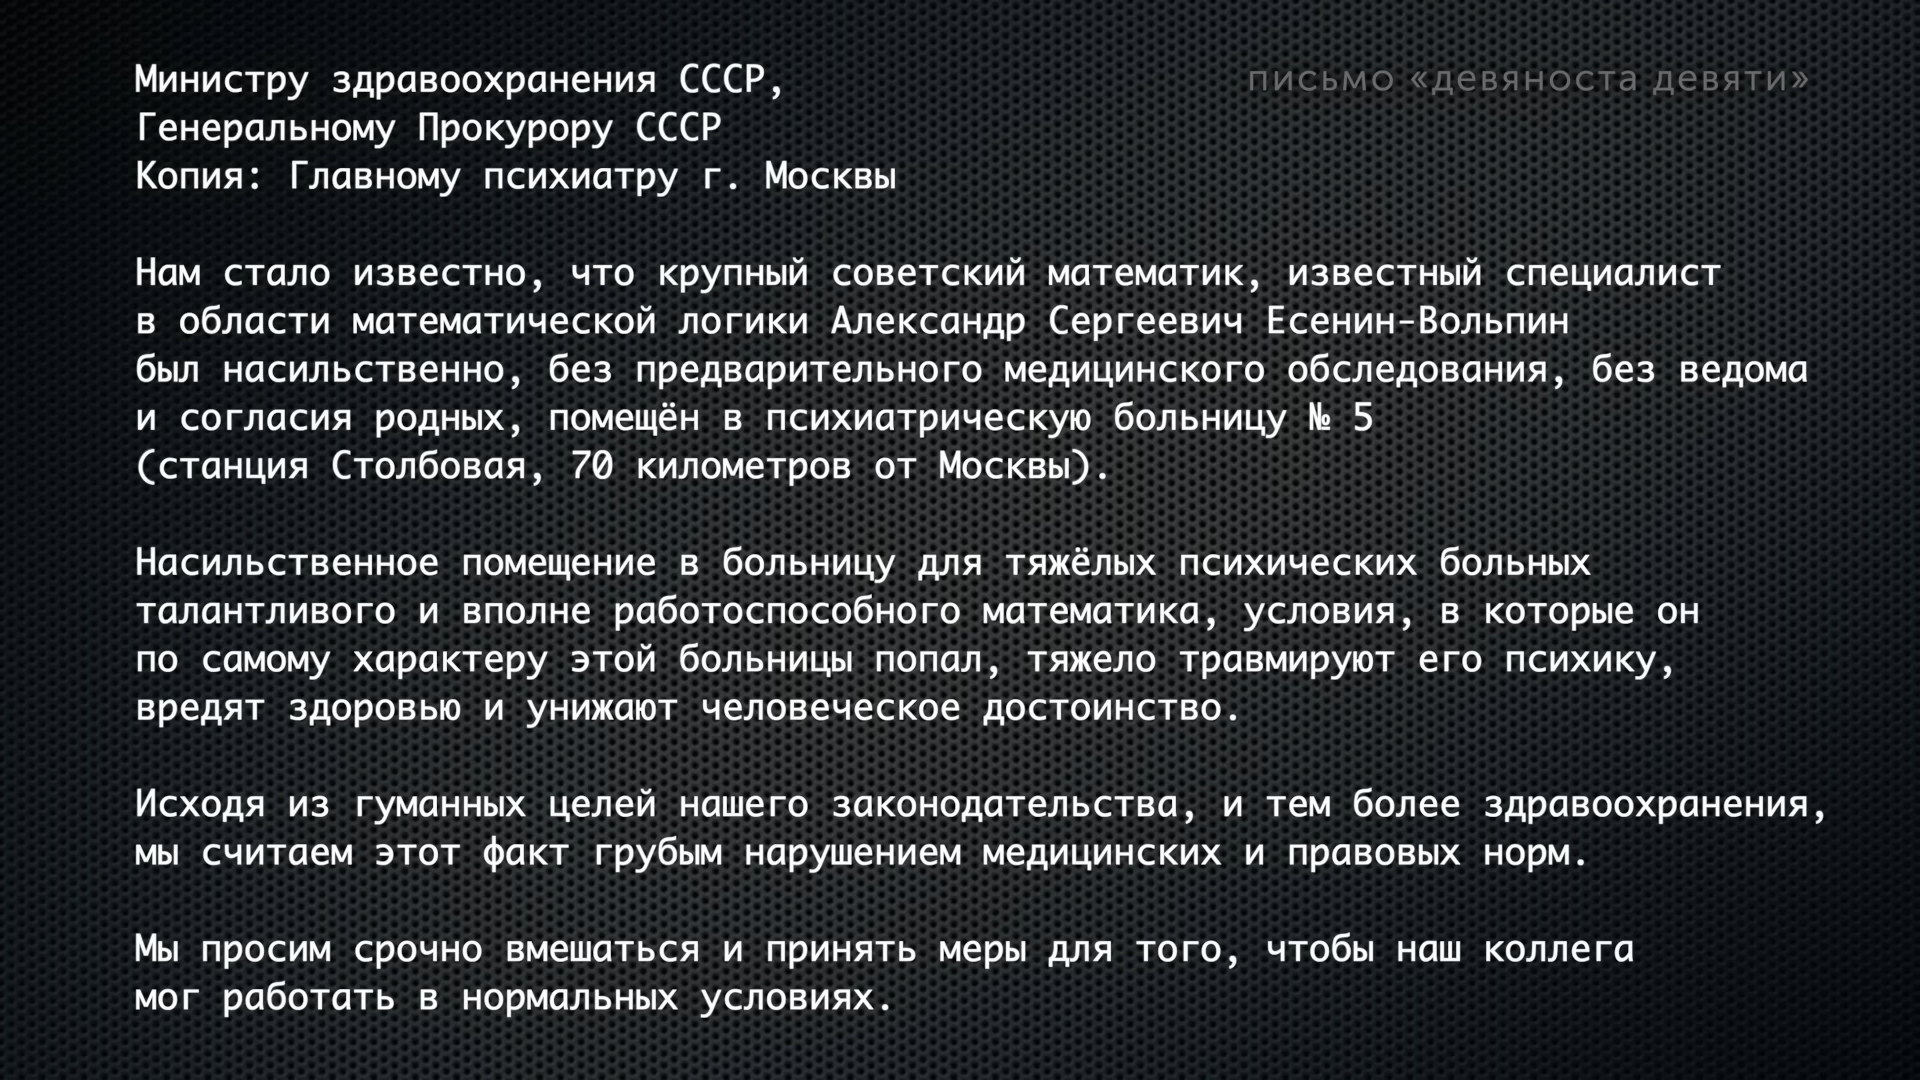 Министру здравоохранения СССР,
письмо «девяноста девяти»
Генеральному Прокурору СССР
Копия: Главному психиатру г. Москвы
Нам стало известно, что крупный советский математик, известный специалист
в области математической логики Александр Сергеевич Есенин-Вольпин
был насильственно, без предварительного медицинского обследования, без ведома
и согласия родных, помещён в психиатрическую больницу № 5
(станция Столбовая, 70 километров от Москвы).
Насильственное помещение в больницу для тяжёлых психических больных
талантливого и вполне работоспособного математика, условия, в которые он
по самому характеру этой больницы попал, тяжело травмируют его психику,
вредят здоровью и унижают человеческое достоинство.
Исходя из гуманных целей нашего законодательства, и тем более здравоохранения,
мы считаем этот факт грубым нарушением медицинских и правовых норм.
Мы просим срочно вмешаться и принять меры для того, чтобы наш коллега
мог работать в нормальных условиях.